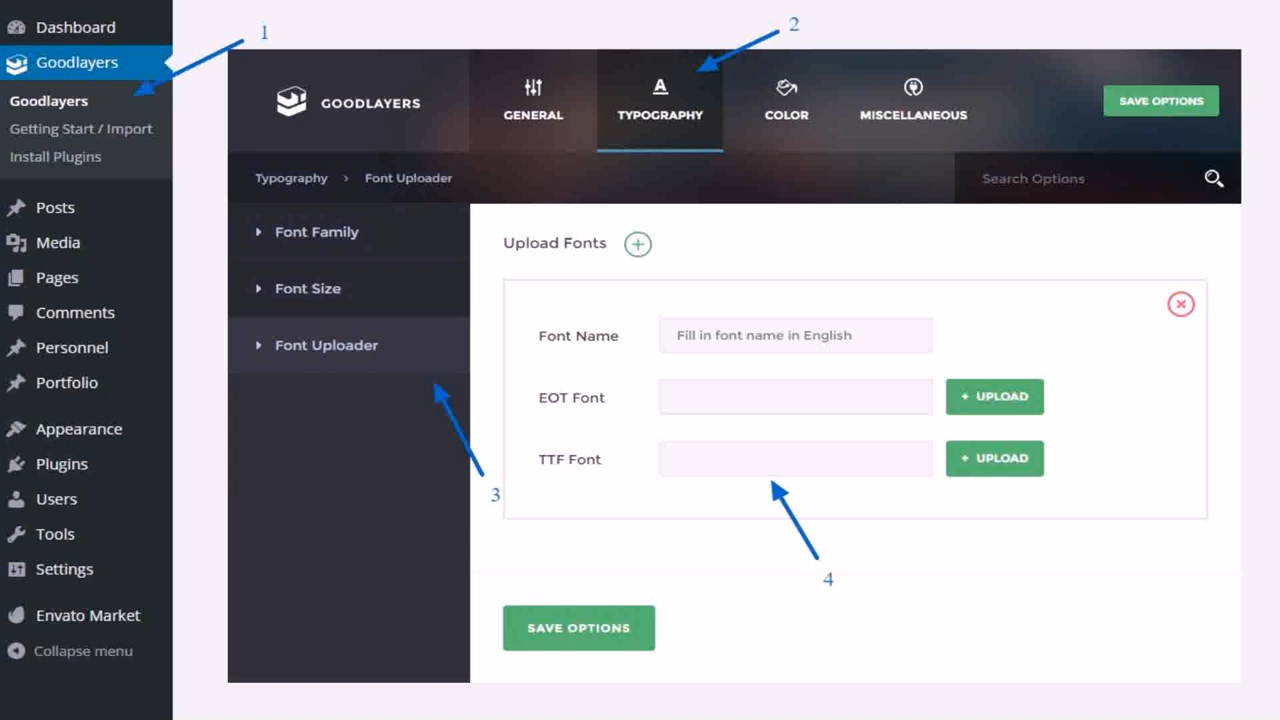 Dashboard
Goodlayers
Goodlayers
Getting Start / Import
Install Plugins
Posts
Media
Pages
Comments
Personnel
Portfolio
Appearance
Plugins
Users
Tools
Settings
Envato Market
Collapse menu
1
2
GOODLAYERS
GENERAL
TYPOGRAPHY
COLOR
MISCELLANEOUS
SAVE OPTIONS
Typography > Font Uploader
Search Options
Font Family
Font Size
Font Uploader
3
Upload Fonts
Font Name Fill in font name in English
EOT Font + UPLOAD
TTF Font + UPLOAD
4
SAVE OPTIONS